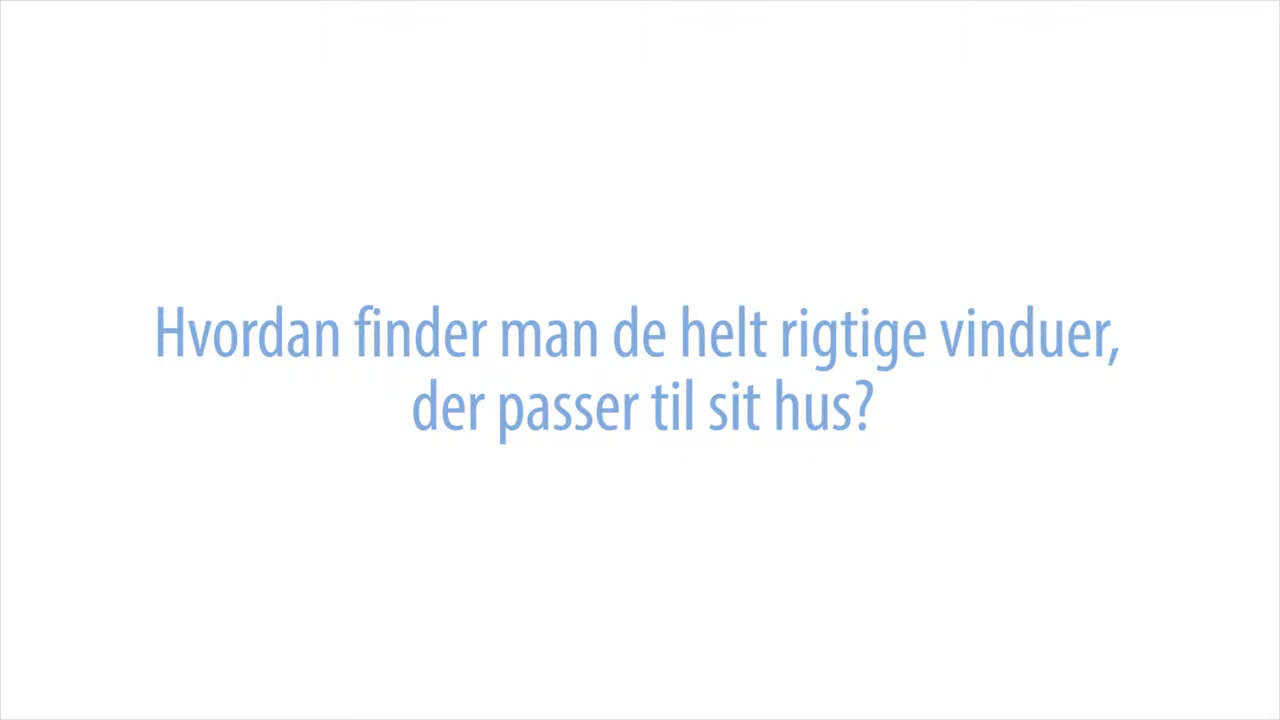 Hvordan finder man de helt rigtige vinduer,
der passer til sit hus?